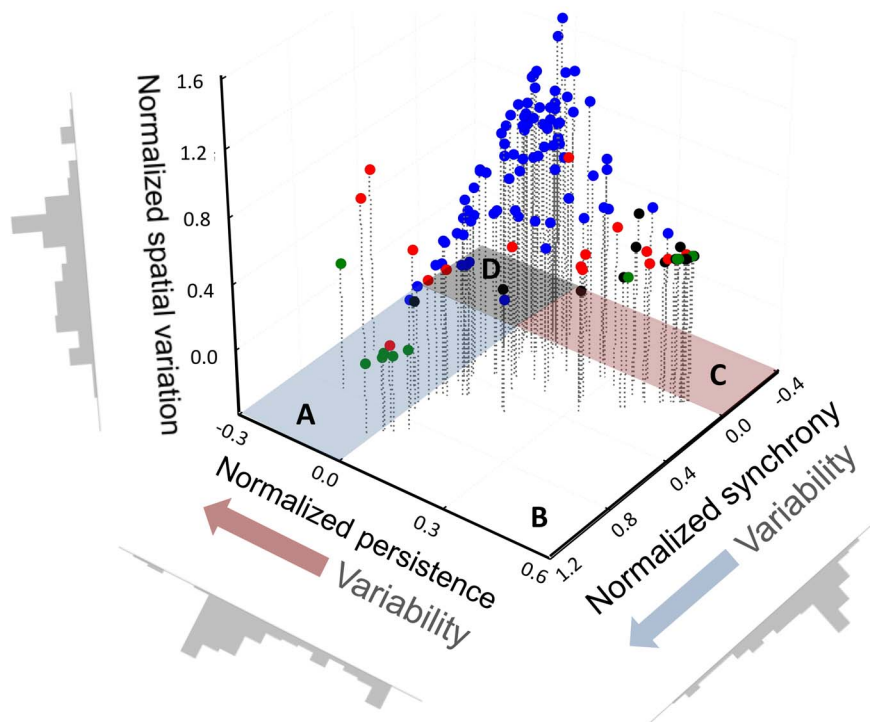 Normalized spatial variation
1.6
1.2
0.8
0.4
0.0
D
C
A
B
-0.3
0.0
0.3
0.6
Normalized persistence
Variability
-0.4
0.0
0.4
0.8
1.2
Normalized synchrony
Variability